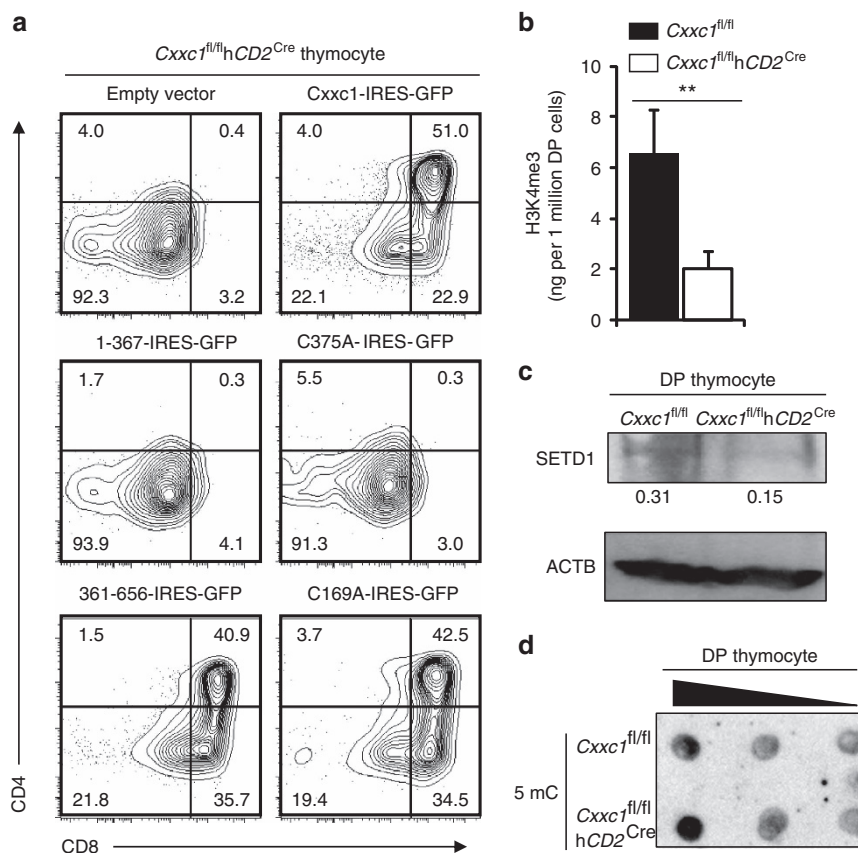 a
Cxxc1fl/flhCD2Cre thymocyte
Empty vector
Cxxc1-IRES-GFP
4.0 0.4
92.3 3.2
4.0 51.0
22.1 22.9
1-367-IRES-GFP
C375A-IRES-GFP
1.7 0.3
93.9 4.1
5.5 0.3
91.3 3.0
361-656-IRES-GFP
C169A-IRES-GFP
1.5 40.9
21.8 35.7
3.7 42.5
19.4 34.5
CD4
CD8
b
Cxxc1fl/fl
Cxxc1fl/flhCD2Cre
**
H3K4me3
(ng per 1 million DP cells)
10
8
6
4
2
0
c
DP thymocyte
Cxxc1fl/fl Cxxc1fl/flhCD2Cre
SETD1
0.31 0.15
ACTB
d
DP thymocyte
5 mC
Cxxc1fl/fl
Cxxc1fl/fl
hCD2Cre